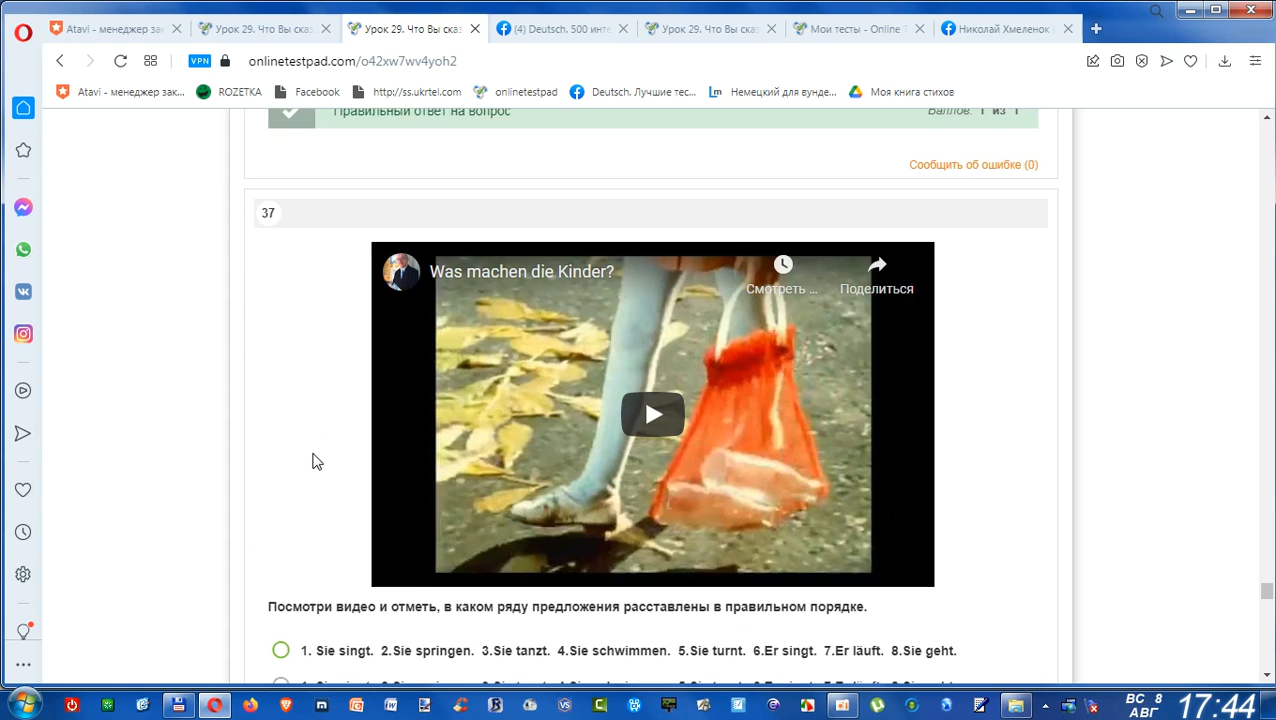 Atavi - менеджер зак
Урок 29. Что Вы сказ
Урок 29. Что Вы сказ
(4) Deutsch. 500 инте
Урок 29. Что Вы сказ
Мои тесты - Online T
Николай Хмеленок
VPN
onlinetestpad.com/o42xw7wv4yoh2
Atavi - менеджер зак...
ROZETKA
Facebook
http://ss.ukrtel.com
onlinetestpad
Deutsch. Лучшие тес...
Lm
Немецкий для вунде...
Моя книга стихов
Правильный ответ на вопрос
Баллов: 1 из 1
Сообщить об ошибке (0)
37
Was machen die Kinder?
Смотреть ...
Поделиться
Посмотри видео и отметь, в каком ряду предложения расставлены в правильном порядке.
1. Sie singt. 2.Sie springen. 3.Sie tanzt. 4.Sie schwimmen. 5.Sie turnt. 6.Er singt. 7.Er läuft. 8.Sie geht.
ВС 8
АВГ
17:44